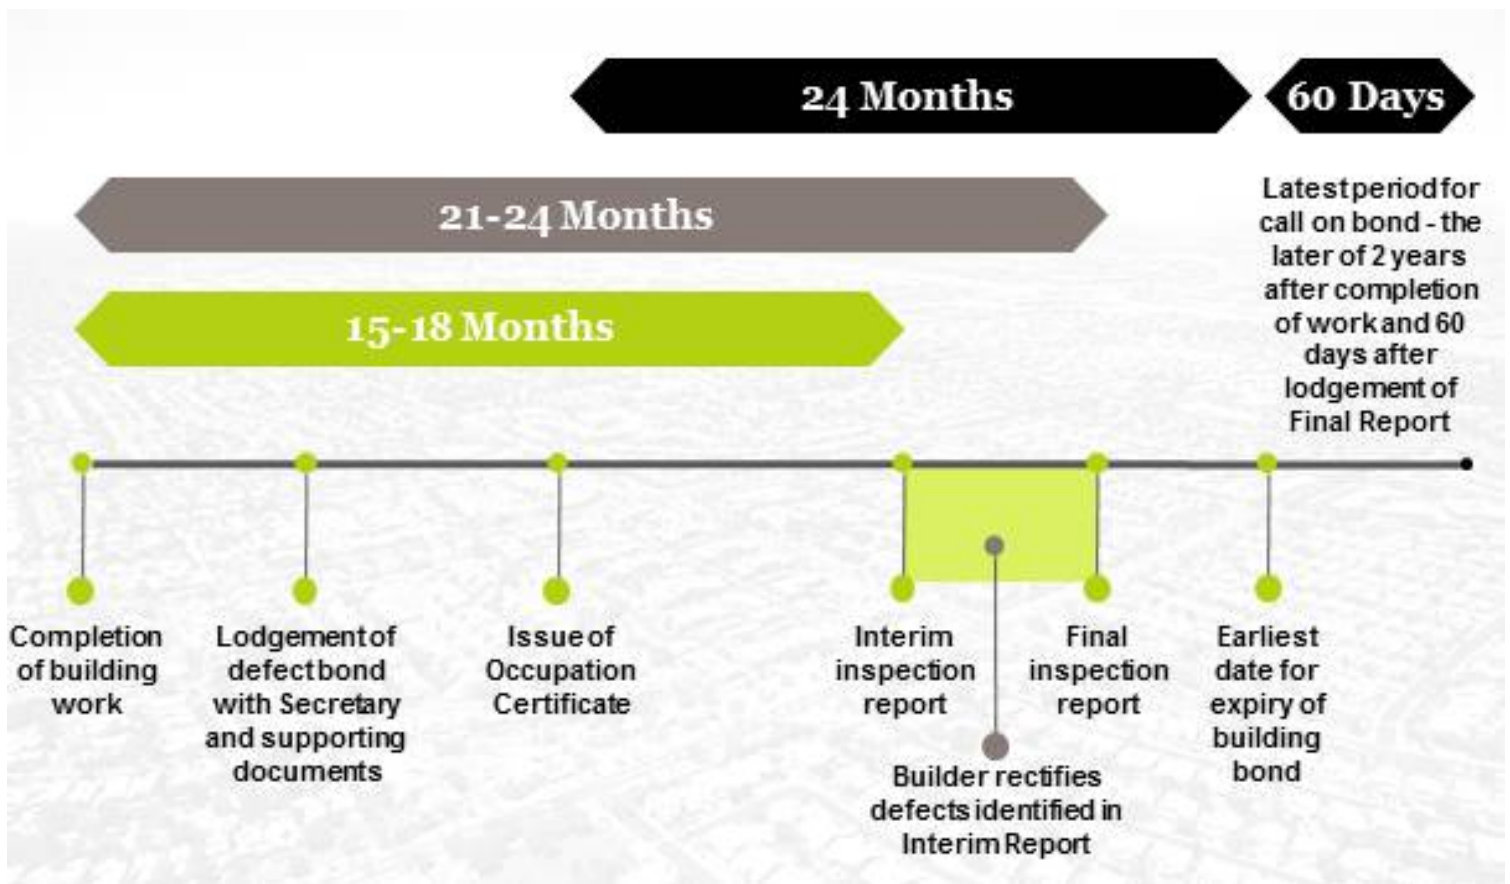 24 Months
60 Days
21-24 Months
15-18 Months
Latest period for
call on bond - the
later of 2 years
after completion
of work and 60
days after
lodgement of
Final Report
Completion
of building
work
Lodgement of
defect bond
with Secretary
and supporting
documents
Issue of
Occupation
Certificate
Interim
inspection
report
Final
inspection
report
Earliest
date for
expiry of
building
bond
Builder rectifies
defects identified in
Interim Report